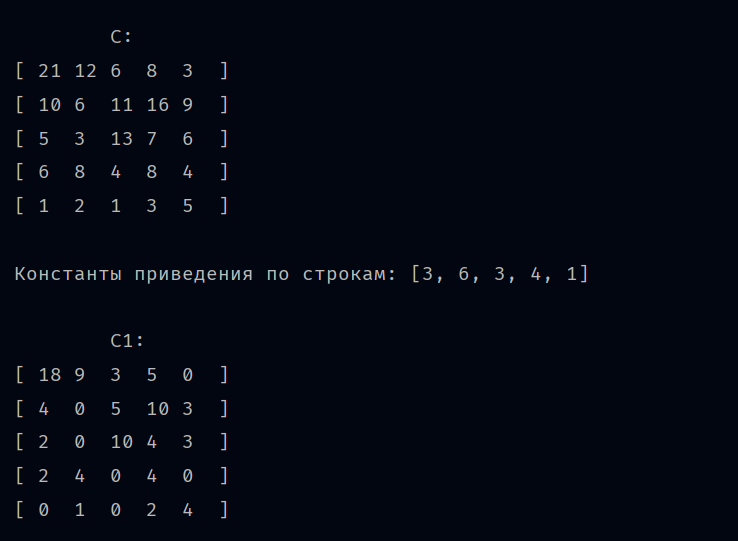 C:
[ 21 12 6 8 3 ]
[ 10 6 11 16 9 ]
[ 5 3 13 7 6 ]
[ 6 8 4 8 4 ]
[ 1 2 1 3 5 ]
Константы приведения по строкам: [3, 6, 3, 4, 1]
C1:
[ 18 9 3 5 0 ]
[ 4 0 5 10 3 ]
[ 2 0 10 4 3 ]
[ 2 4 0 4 0 ]
[ 0 1 0 2 4 ]